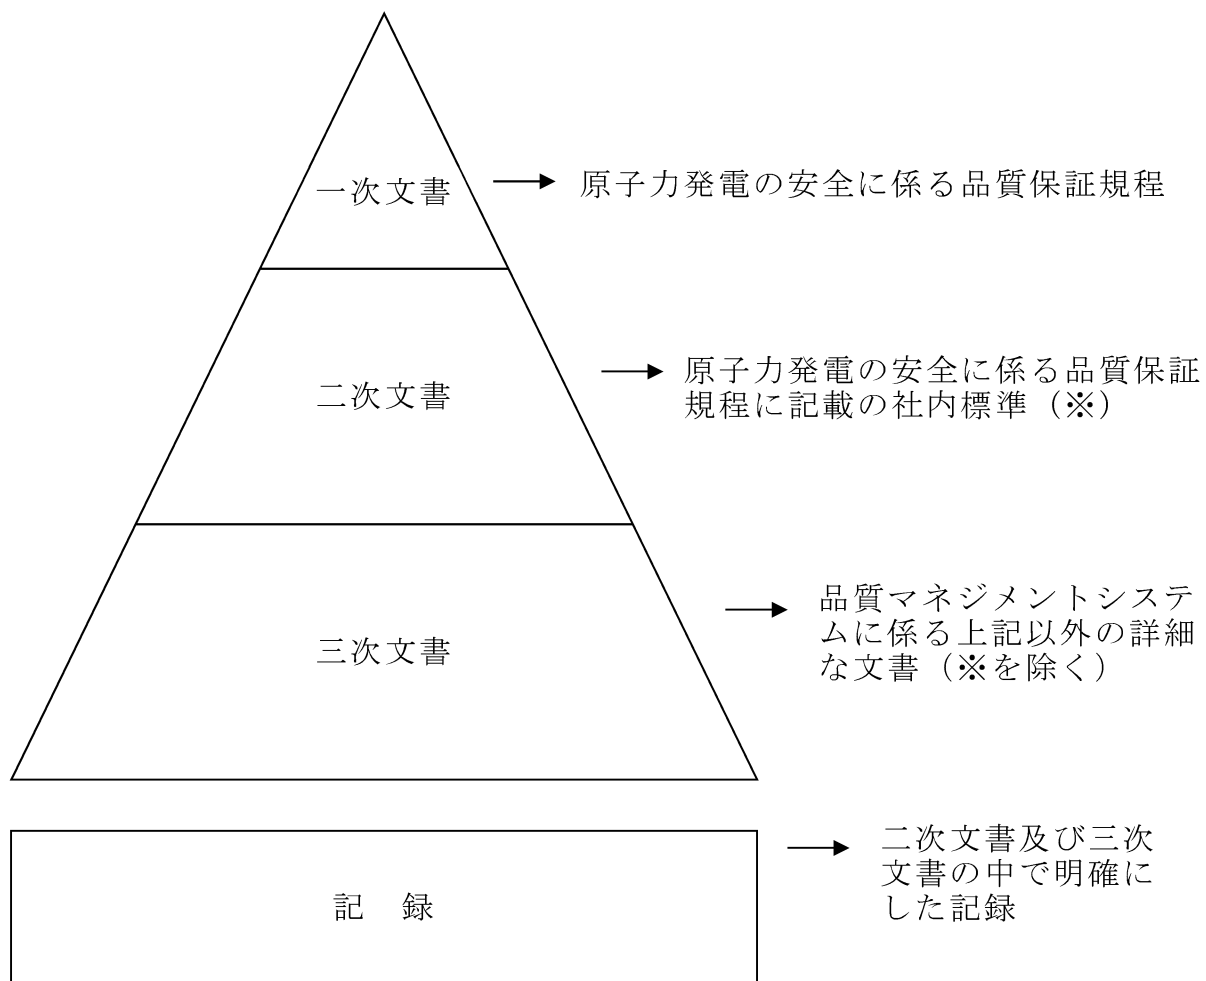 一次文書
原子力発電の安全に係る品質保証規程
二次文書
原子力発電の安全に係る品質保証
規程に記載の社内標準（※）
三次文書
品質マネジメントシステ
ムに係る上記以外の詳細
な文書（※を除く）
記　録
二次文書及び三次
文書の中で明確に
した記録